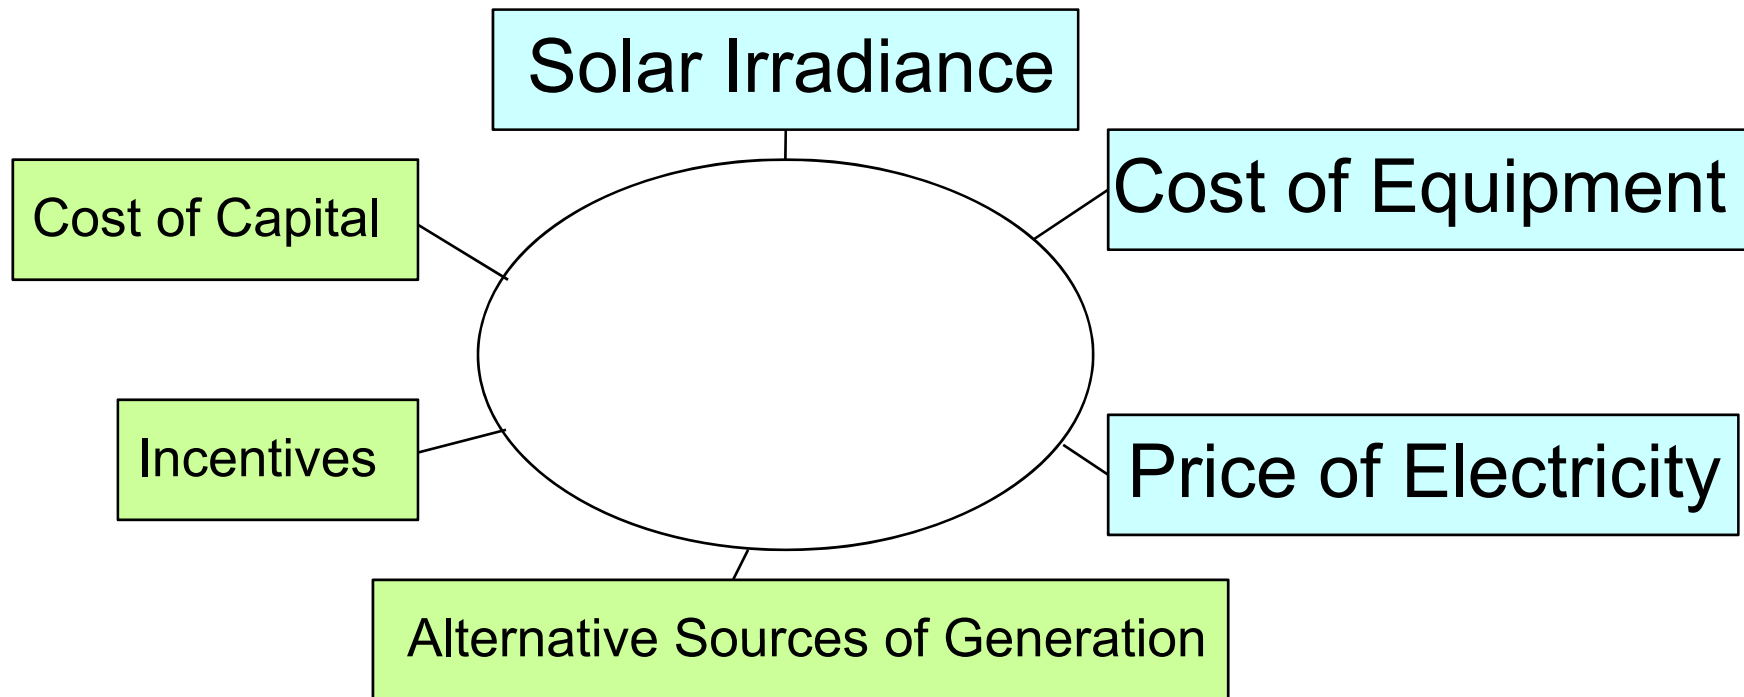 Solar Irradiance
Cost of Equipment
Cost of Capital
Incentives
Price of Electricity
Alternative Sources of Generation